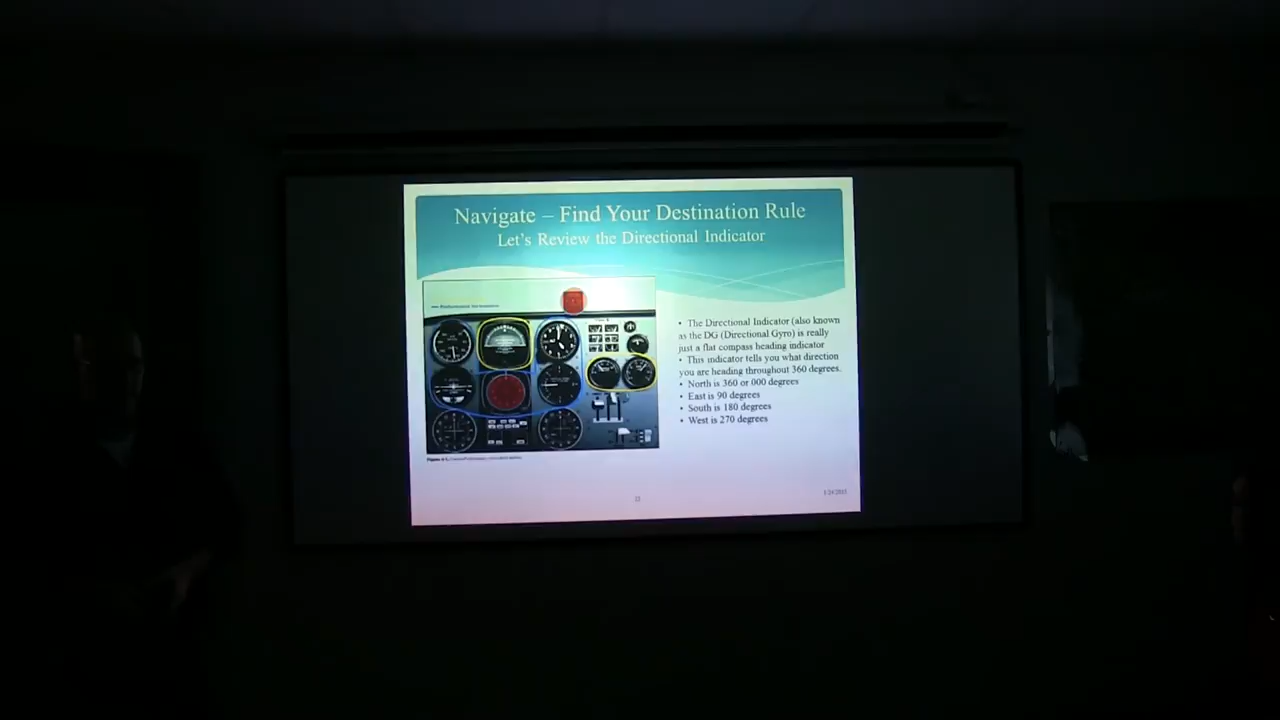 Navigate – Find Your Destination Rule
Let's Review the Directional Indicator
• The Directional Indicator (also known
as the DG (Directional Gyro) is really
just a flat compass heading indicator
• This indicator tells you what direction
you are heading throughout 360 degrees.
• North is 360 or 000 degrees
• East is 90 degrees
• South is 180 degrees
• West is 270 degrees